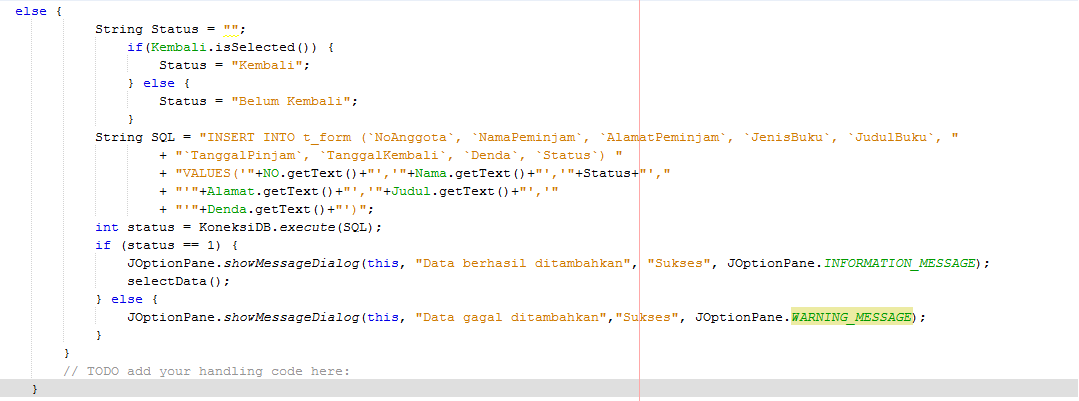 else {
String Status = "";
if(Kembali.isSelected()) {
Status = "Kembali";
} else {
Status = "Belum Kembali";
}
String SQL = "INSERT INTO t_form (`NoAnggota`, `NamaPeminjam`, `AlamatPeminjam`, `JenisBuku`, `JudulBuku`, "
+ "`TanggalPinjam`, `TanggalKembali`, `Denda`, `Status`) "
+ "VALUES('"+NO.getText()+"','"+Nama.getText()+"','"+Status+"',"
+ "'"+Alamat.getText()+"','"+Judul.getText()+"','"
+ "'"+Denda.getText()+"')";
int status = KoneksiDB.execute(SQL);
if (status == 1) {
JOptionPane.showMessageDialog(this, "Data berhasil ditambahkan", "Sukses", JOptionPane.INFORMATION_MESSAGE);
selectData();
} else {
JOptionPane.showMessageDialog(this, "Data gagal ditambahkan","Sukses", JOptionPane.WARNING_MESSAGE);
}
}
// TODO add your handling code here:
}